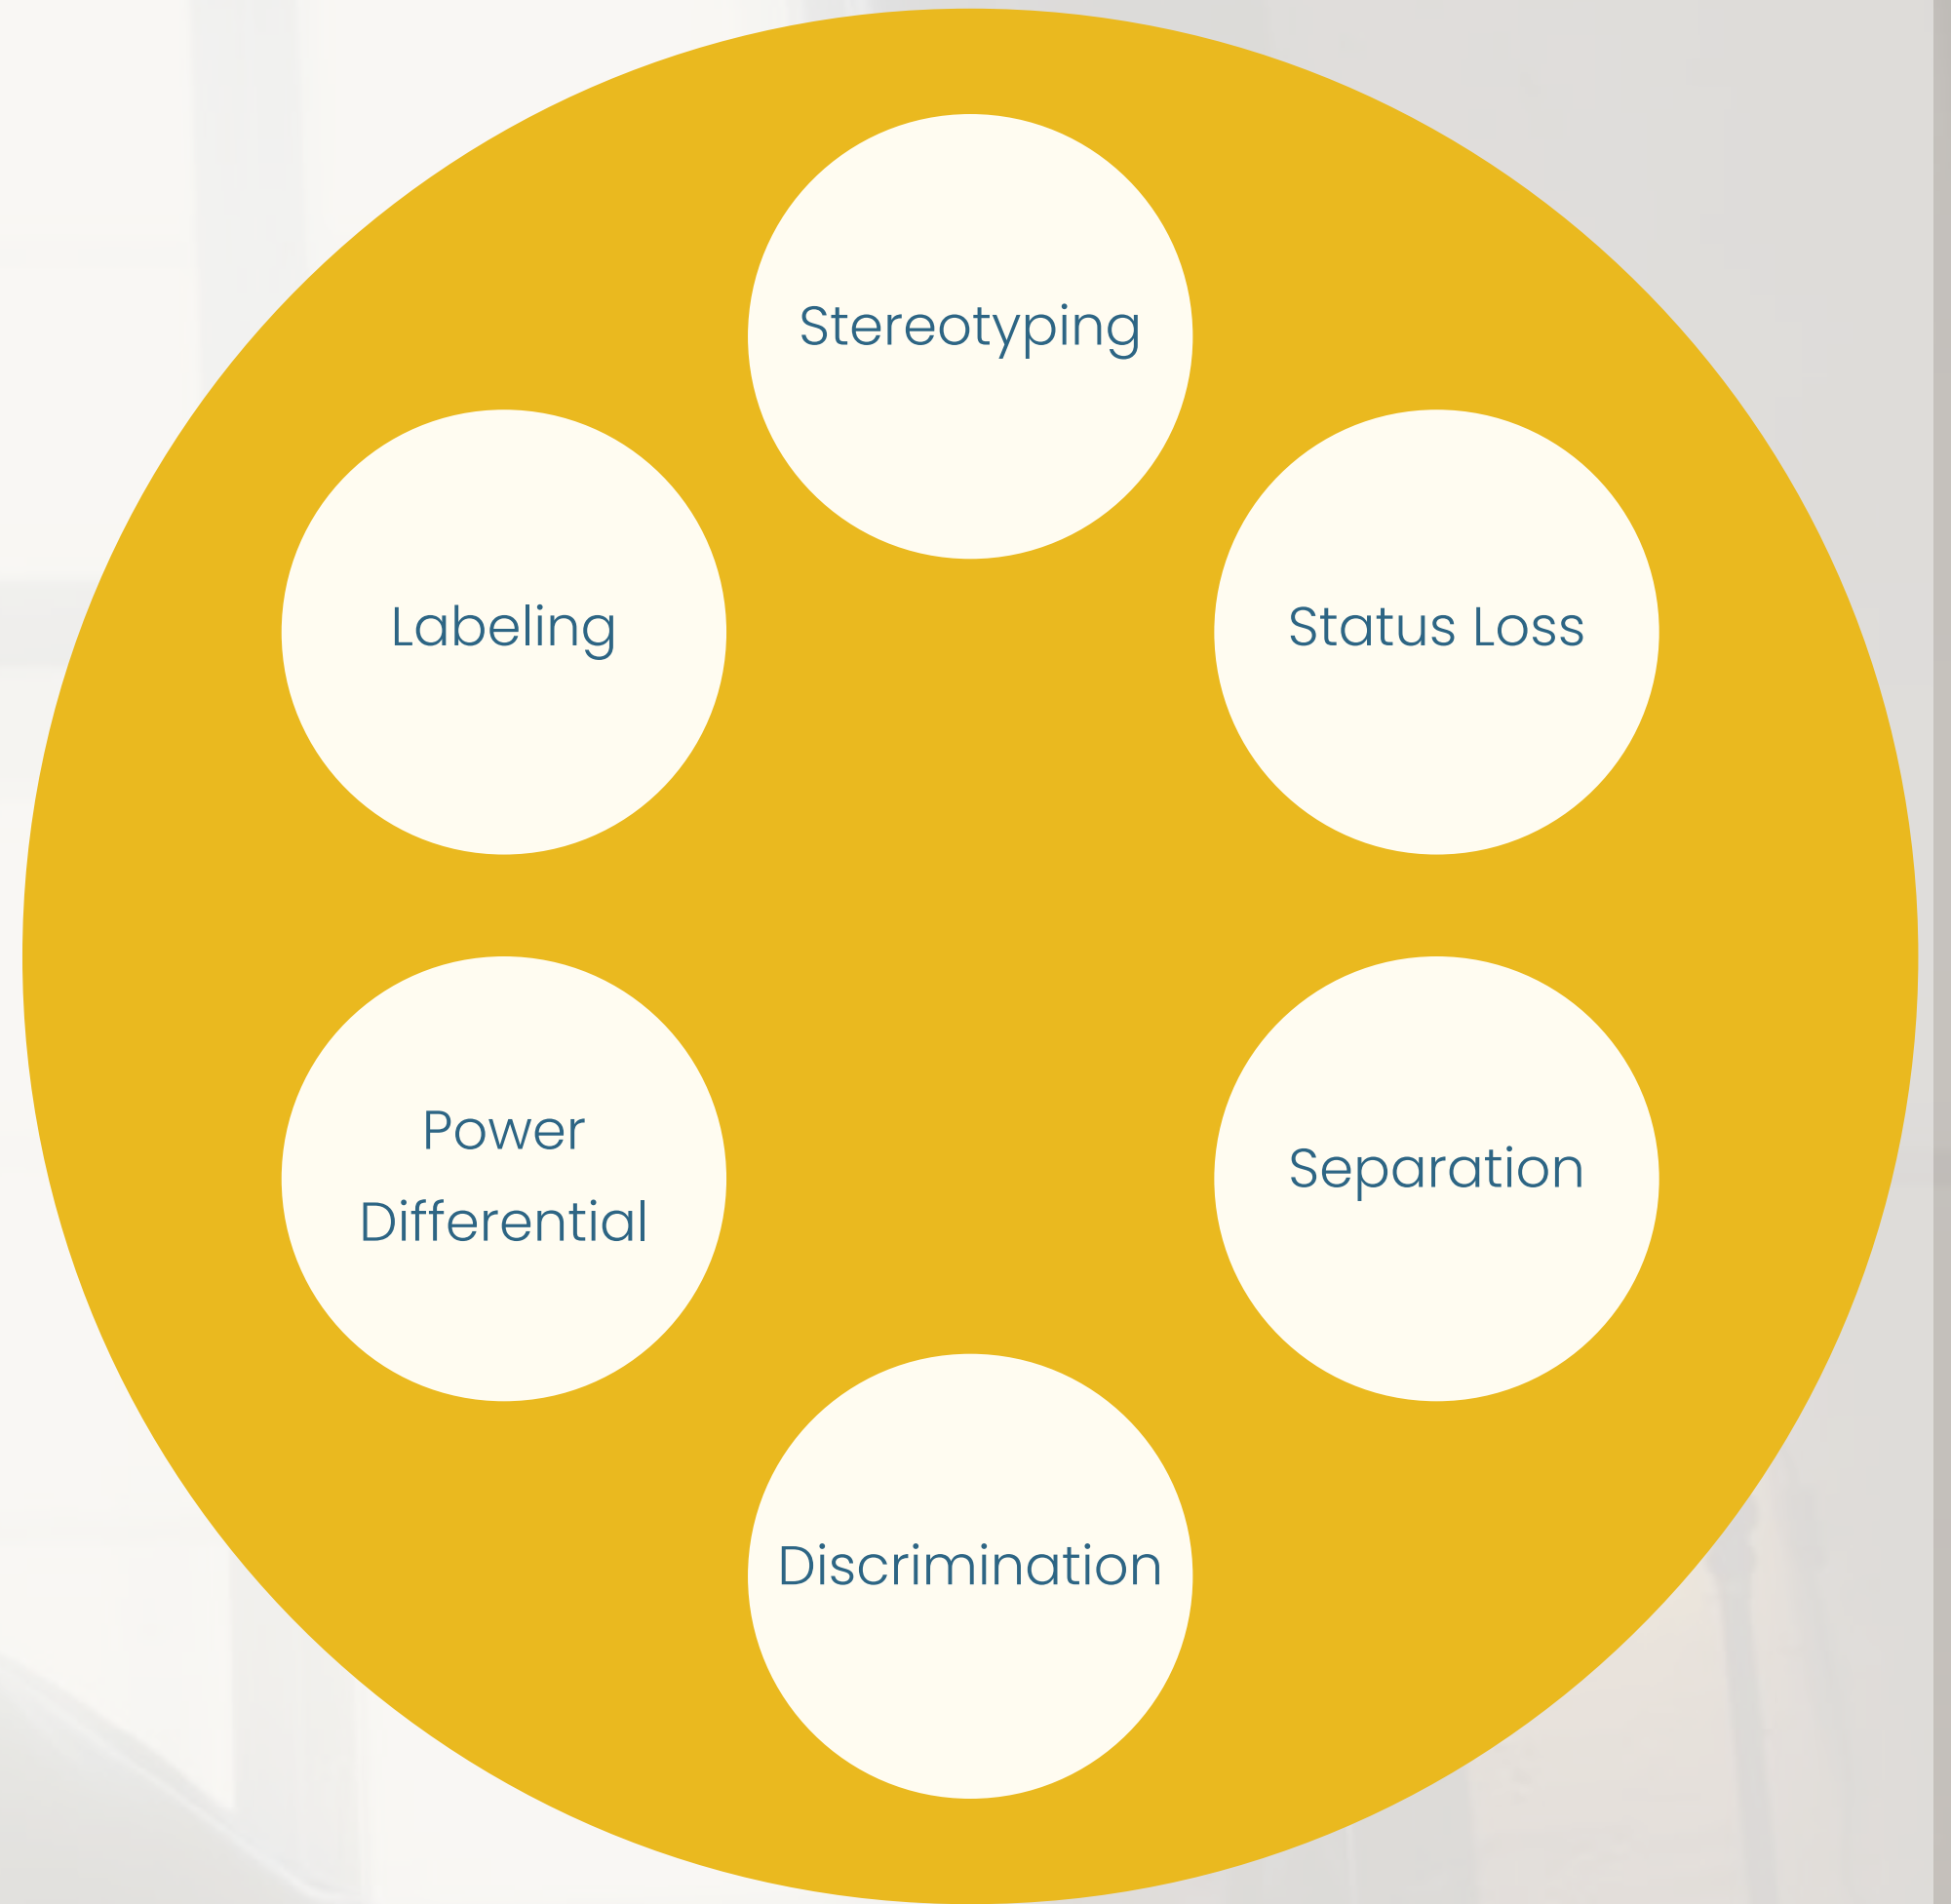 Stereotyping
Labeling
Status Loss
Power
Differential
Separation
Discrimination